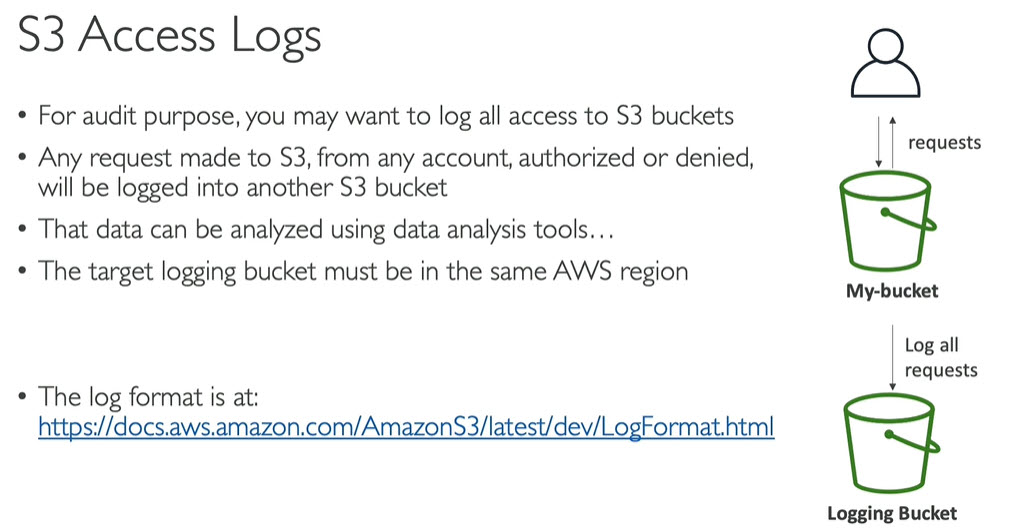 S3 Access Logs
• For audit purpose, you may want to log all access to S3 buckets
• Any request made to S3, from any account, authorized or denied,
will be logged into another S3 bucket
• That data can be analyzed using data analysis tools…
• The target logging bucket must be in the same AWS region
• The log format is at:
https://docs.aws.amazon.com/AmazonS3/latest/dev/LogFormat.html
requests
My-bucket
Log all
requests
Logging Bucket